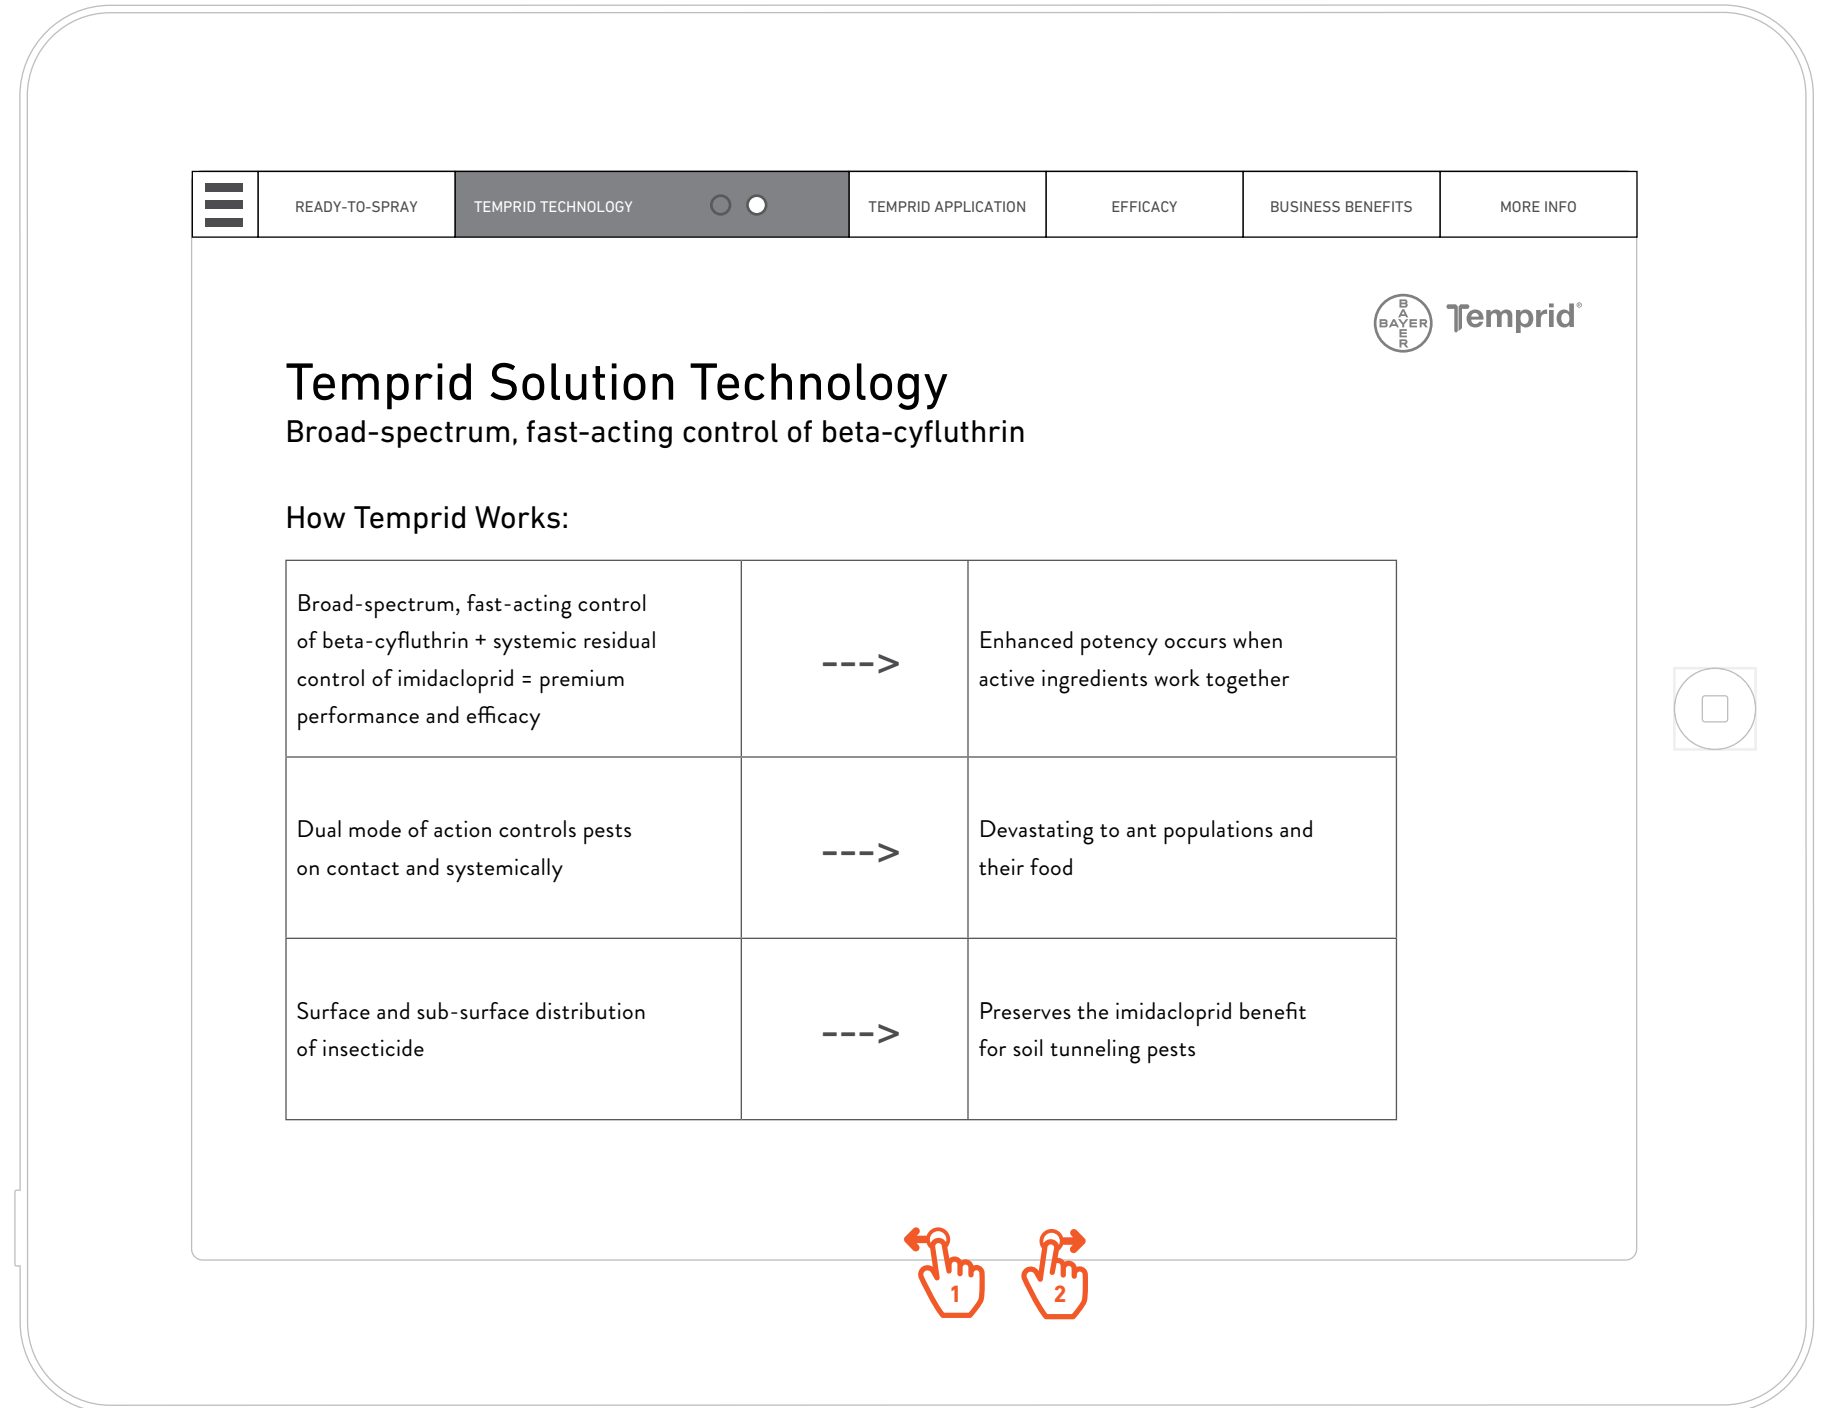 READY-TO-SPRAY
TEMPRID TECHNOLOGY
TEMPRID APPLICATION
EFFICACY
BUSINESS BENEFITS
MORE INFO
BAYER
BAYER
Temprid®
Temprid Solution Technology
Broad-spectrum, fast-acting control of beta-cyfluthrin
How Temprid Works:
Broad-spectrum, fast-acting control
of beta-cyfluthrin + systemic residual
control of imidacloprid = premium
performance and efficacy
--->
Enhanced potency occurs when
active ingredients work together
Dual mode of action controls pests
on contact and systemically
--->
Devastating to ant populations and
their food
Surface and sub-surface distribution
of insecticide
--->
Preserves the imidacloprid benefit
for soil tunneling pests
1
2